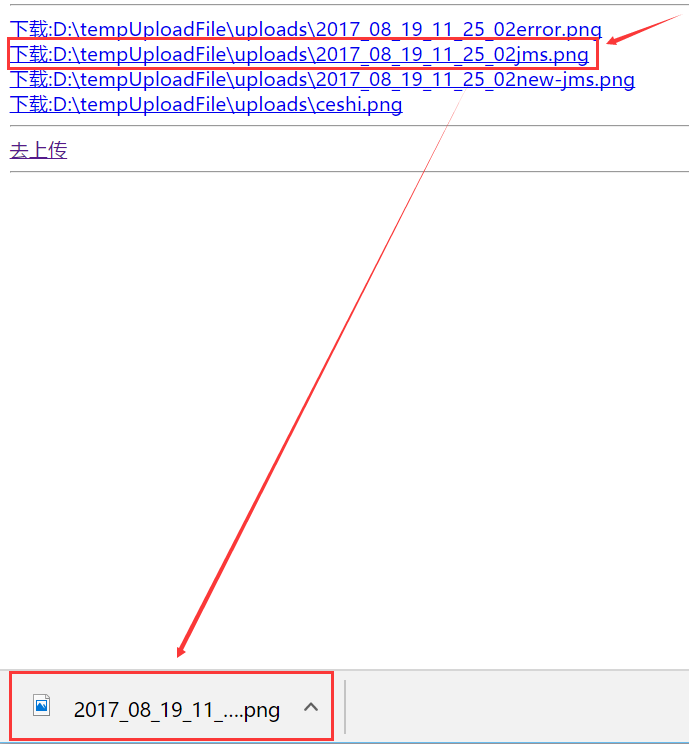 下载:D:\tempUploadFile\uploads\2017_08_19_11_25_02error.png
下载:D:\tempUploadFile\uploads\2017_08_19_11_25_02jms.png
下载:D:\tempUploadFile\uploads\2017_08_19_11_25_02new-jms.png
下载:D:\tempUploadFile\uploads\ceshi.png
去上传
2017_08_19_11_....png